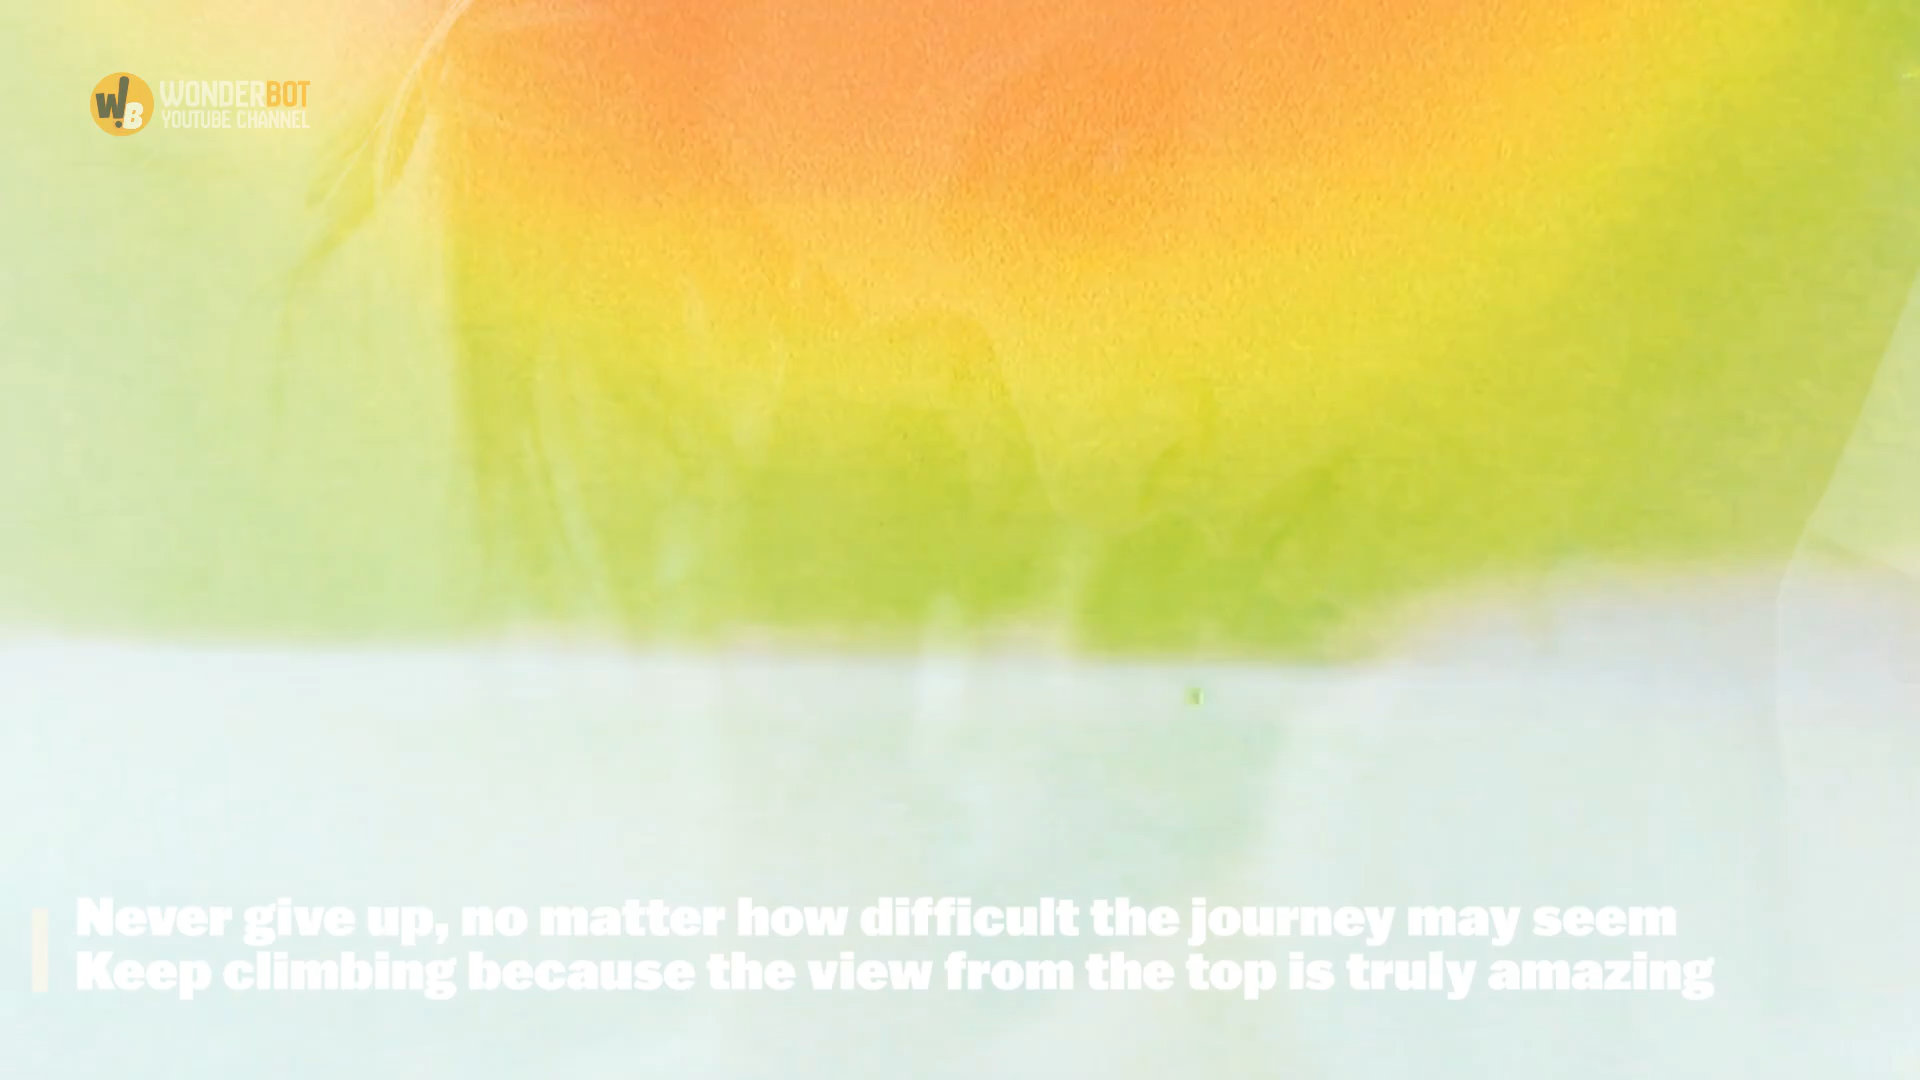 W!B WONDERBOT
YOUTUBE CHANNEL
Never give up, no matter how difficult the journey may seem
Keep climbing because the view from the top is truly amazing